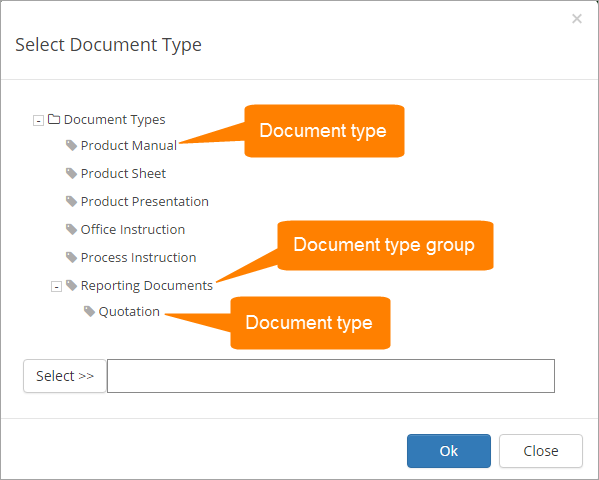 ×
Select Document Type
Document Types
Document type
Product Manual
Product Sheet
Product Presentation
Office Instruction
Document type group
Process Instruction
Reporting Documents
Quotation
Document type
Select >>
Ok
Close